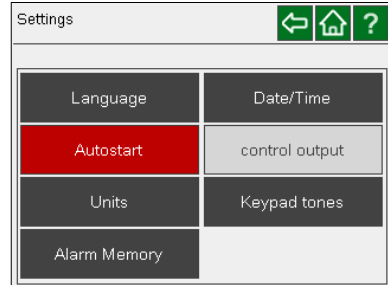 Settings
?
Language
Date/Time
Autostart
control output
Units
Keypad tones
Alarm Memory